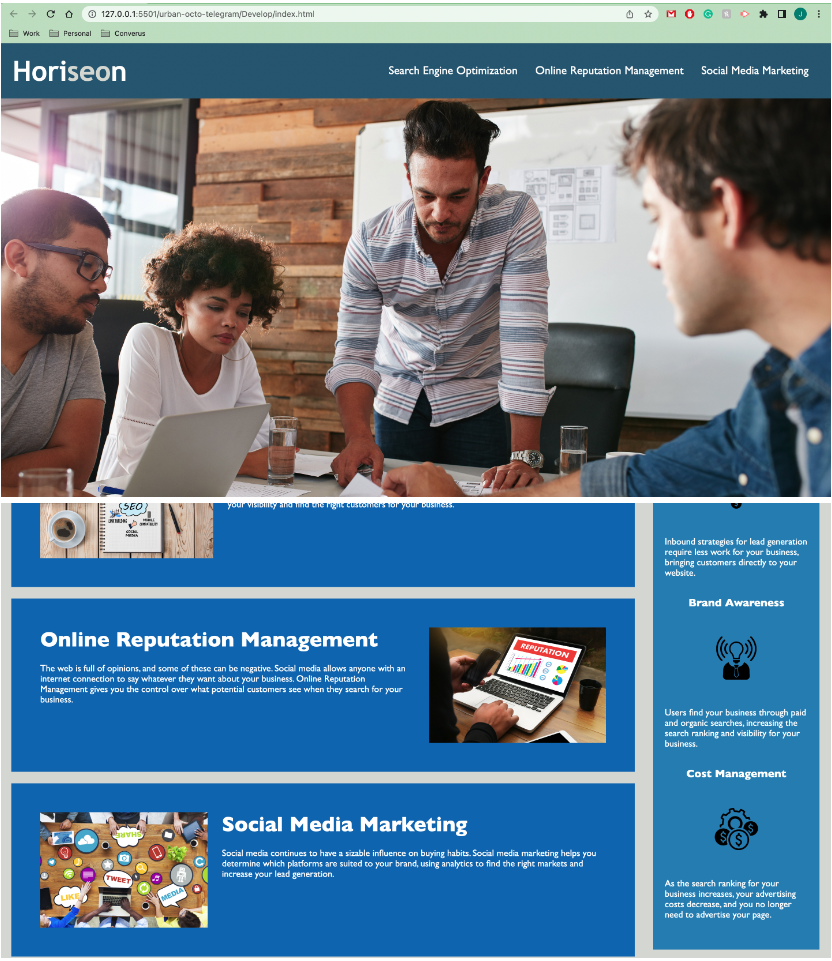 127.0.0.1:5501/urban-octo-telegram/Develop/index.html
Work Personal Converus
J
Horiseon
Search Engine Optimization Online Reputation Management Social Media Marketing
SEO
SOCIAL
MEDIA
your visibility and find the right customers for your business.
Online Reputation Management
The web is full of opinions, and some of these can be negative. Social media allows anyone with an
internet connection to say whatever they want about your business. Online Reputation
Management gives you the control over what potential customers see when they search for your
business.
REPUTATION
SHARE
TWEET
LIKE
MEDIA
Social Media Marketing
Social media continues to have a sizable influence on buying habits. Social media marketing helps you
determine which platforms are suited to your brand, using analytics to find the right markets and
increase your lead generation.
Inbound strategies for lead generation
require less work for your business,
bringing customers directly to your
website.
Brand Awareness
Users find your business through paid
and organic searches, increasing the
search ranking and visibility for your
business.
Cost Management
As the search ranking for your
business increases, your advertising
costs decrease, and you no longer
need to advertise your page.